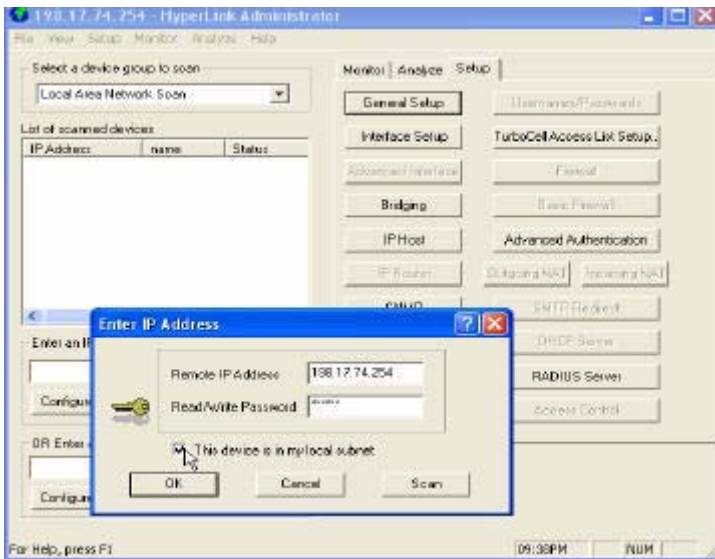 198.17.74.254 - HyperLink Administrator
File View Setup Monitor Analyze Help
Select a device group to scan
Local Area Network Scan
List of scanned devices
IP Address name Status
Monitor Analyze Setup
General Setup Usernames/Passwords
Interface Setup TurboCell Access List Setup..
Advanced Interface Firewall
Bridging Basic Firewall
IP Host Advanced Authentication
IP Router Outgoing NAT Incoming NAT
SNMP SMTP Redirect
DHCP Server
RADIUS Server
Access Control
Enter an IP
Configure
OR Enter
Configure
Enter IP Address
Remote IP Address 198.17.74.254
Read/Write Password ******
This device is in my local subnet
OK Cancel Scan
For Help, press F1 09:38PM NUM